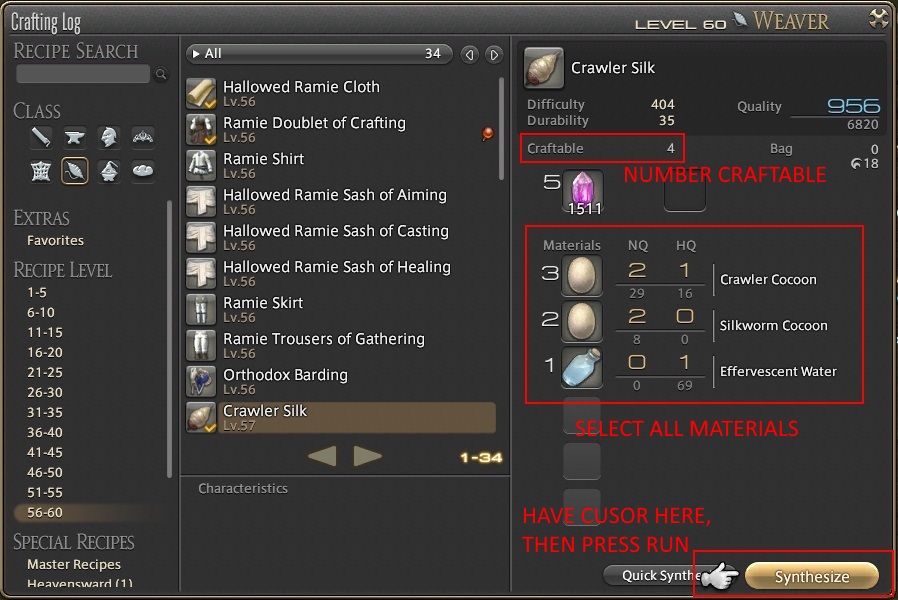 Crafting Log
LEVEL 60 WEAVER
RECIPE SEARCH
CLASS
EXTRAS
Favorites
RECIPE LEVEL
1-5
6-10
11-15
16-20
21-25
26-30
31-35
36-40
41-45
46-50
51-55
56-60
SPECIAL RECIPES
Master Recipes
Heavensward (1)
All 34
Hallowed Ramie Cloth
Lv.56
Ramie Doublet of Crafting
Lv.56
Ramie Shirt
Lv.56
Hallowed Ramie Sash of Aiming
Lv.56
Hallowed Ramie Sash of Casting
Lv.56
Hallowed Ramie Sash of Healing
Lv.56
Ramie Skirt
Lv.56
Ramie Trousers of Gathering
Lv.56
Orthodox Barding
Lv.56
Crawler Silk
Lv.57
1-34
Characteristics
Crawler Silk
Difficulty 404
Durability 35
Quality 956
6820
Craftable 4
Bag 0
18
NUMBER CRAFTABLE
5 1511
Materials NQ HQ
3 2 1 Crawler Cocoon
29 16
2 2 0 Silkworm Cocoon
8 0
1 0 1 Effervescent Water
0 69
SELECT ALL MATERIALS
HAVE CUSOR HERE,
THEN PRESS RUN
Quick Synthe
Synthesize